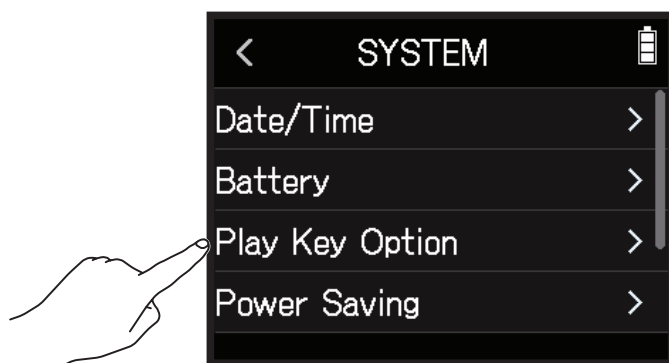 SYSTEM
Date/Time
Battery
Play Key Option
Power Saving